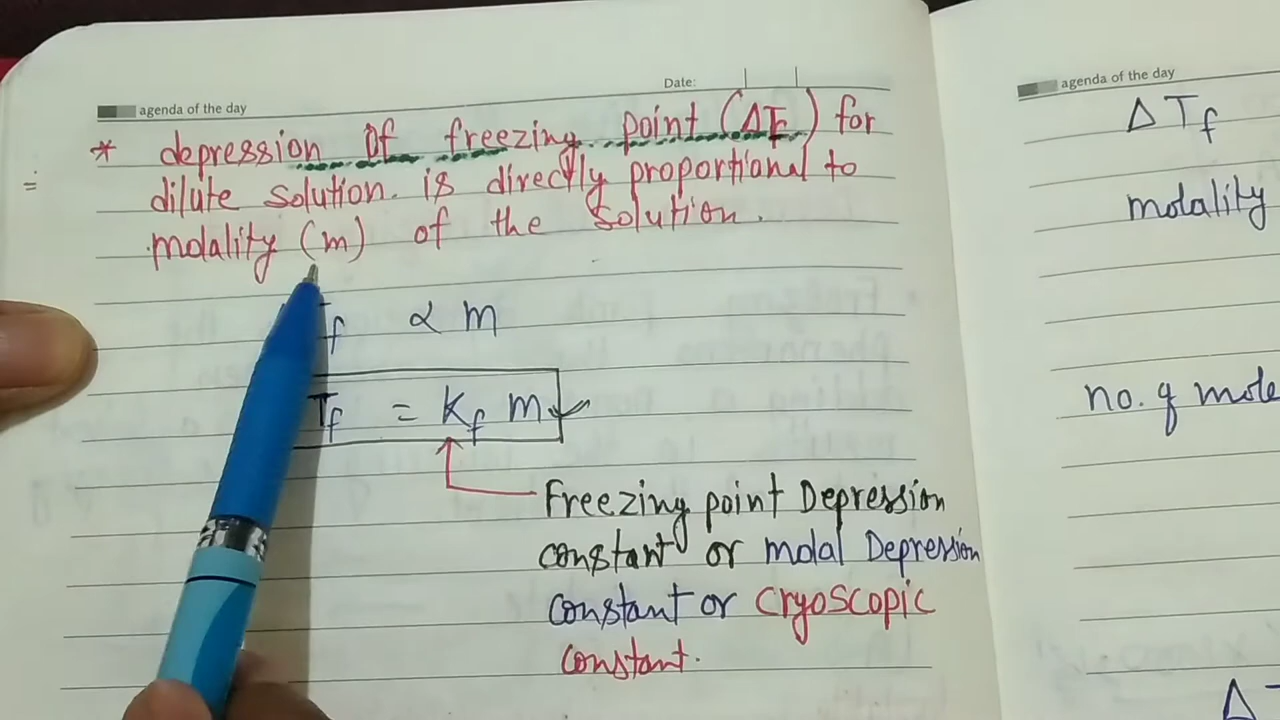 Date:
agenda of the day
* depression Of freezing point (ΔTf) for
dilute solution. is directly proportional to
molality (m) of the solution.
Tf ∝ m
Tf = Kf m
Freezing point Depression
constant or molal Depression
constant or Cryoscopic
constant.
agenda of the day
ΔTf
molality
no. of mole
Δ